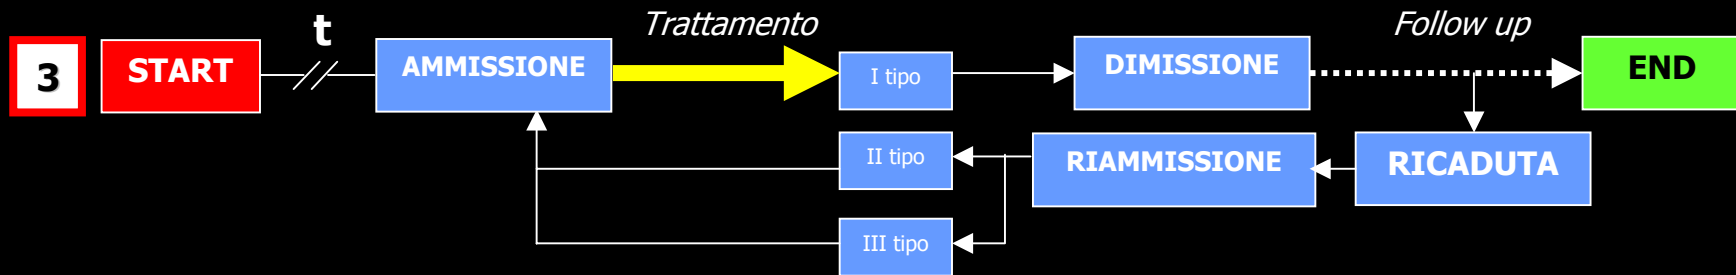 t
Trattamento
Follow up
3
START
AMMISSIONE
I tipo
DIMISSIONE
END
II tipo
RIAMMISSIONE
RICADUTA
III tipo